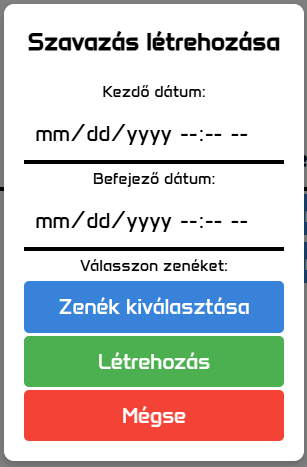 Szavazás létrehozása
Kezdő dátum:
mm/dd/yyyy --:-- --
Befejező dátum:
mm/dd/yyyy --:-- --
Válasszon zenéket:
Zenék kiválasztása
Létrehozás
Mégse